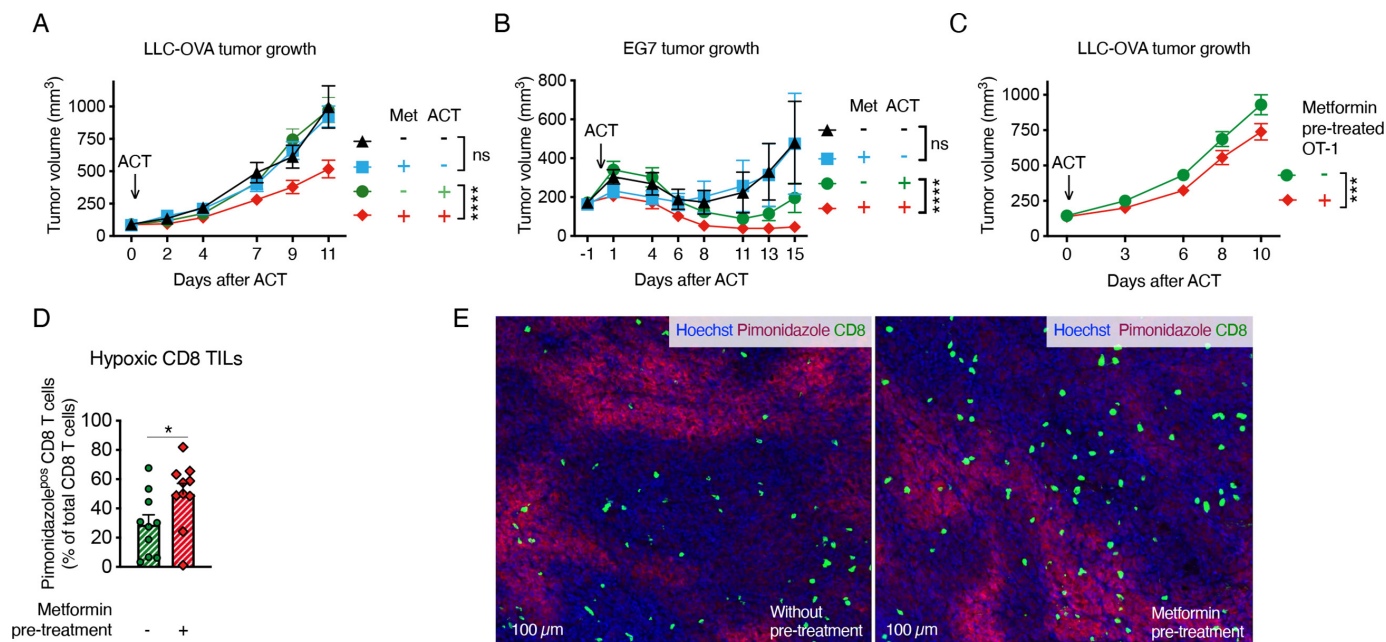 A
LLC-OVA tumor growth
Tumor volume (mm³)
1000
750
500
250
0
ACT
0 2 4 7 9 11
Days after ACT
Met ACT
- -
+ -
- +
+ +
ns
****
B
EG7 tumor growth
Tumor volume (mm³)
800
600
400
200
0
ACT
-1 1 4 6 8 11 13 15
Days after ACT
Met ACT
- -
+ -
- +
+ +
ns
****
C
LLC-OVA tumor growth
Tumor volume (mm³)
1000
750
500
250
0
ACT
0 3 6 8 10
Days after ACT
Metformin
pre-treated
OT-1
-
+
***
D
Hypoxic CD8 TILs
Pimonidazoleᵖᵒˢ CD8 T cells
(% of total CD8 T cells)
100
80
60
40
20
0
*
Metformin
pre-treatment - +
E
Hoechst Pimonidazole CD8
Without
pre-treatment
100 µm
Hoechst Pimonidazole CD8
Metformin
pre-treatment
100 µm